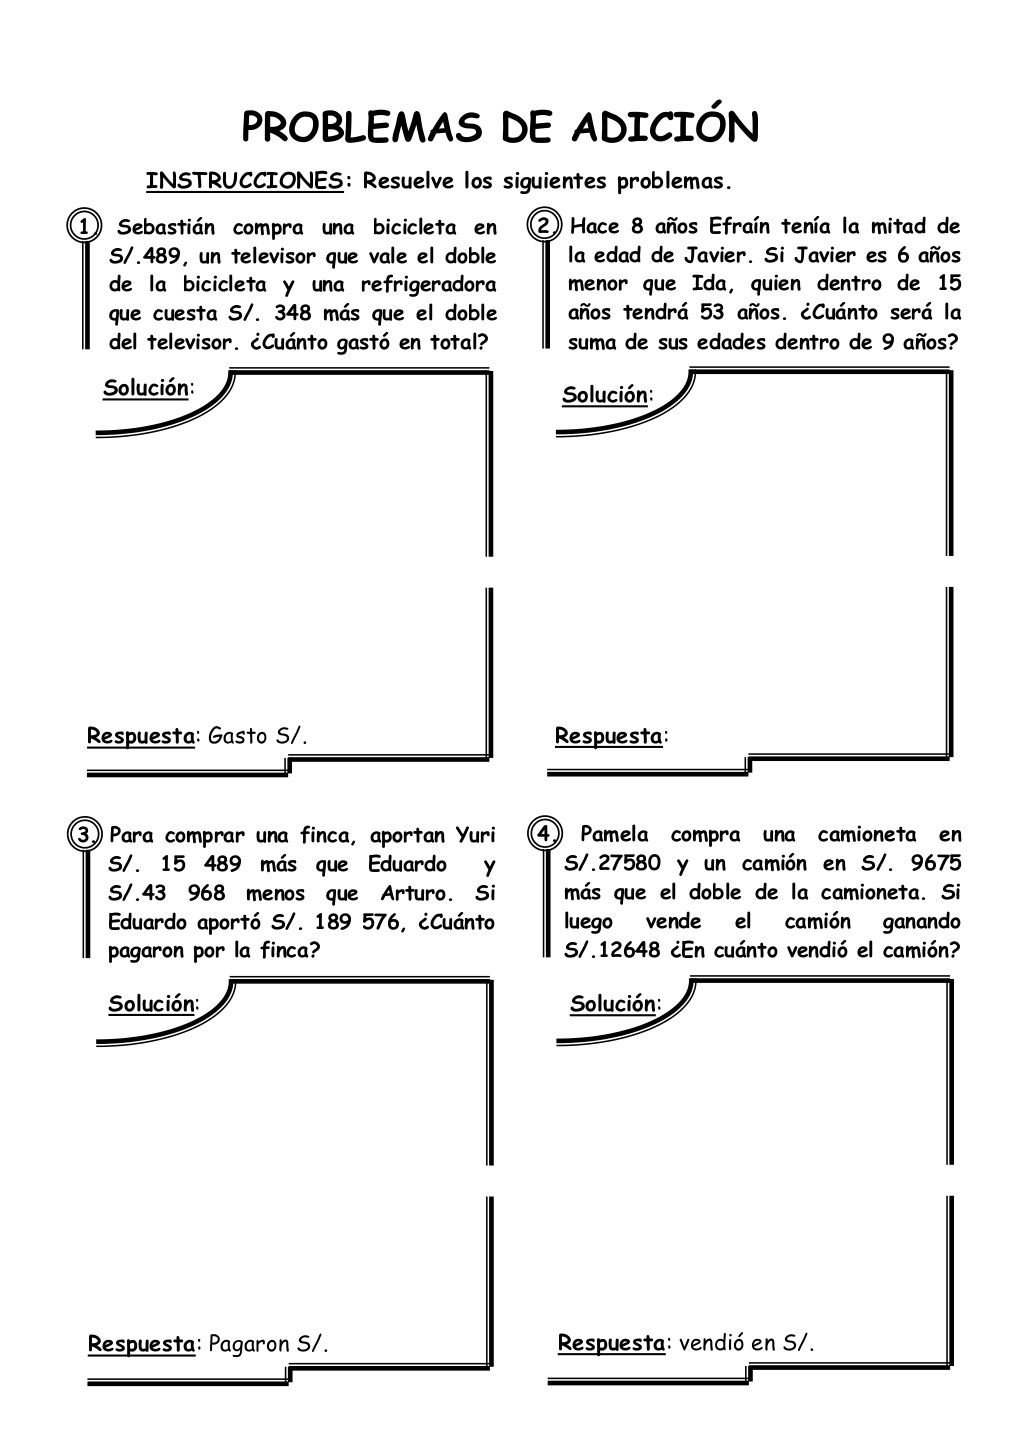 PROBLEMAS DE ADICIÓN
INSTRUCCIONES: Resuelve los siguientes problemas.
1. Sebastián compra una bicicleta en
S/.489, un televisor que vale el doble
de la bicicleta y una refrigeradora
que cuesta S/. 348 más que el doble
del televisor. ¿Cuánto gastó en total?
Solución:
Respuesta: Gasto S/.
2. Hace 8 años Efraín tenía la mitad de
la edad de Javier. Si Javier es 6 años
menor que Ida, quien dentro de 15
años tendrá 53 años. ¿Cuánto será la
suma de sus edades dentro de 9 años?
Solución:
Respuesta:
3. Para comprar una finca, aportan Yuri
S/. 15 489 más que Eduardo y
S/.43 968 menos que Arturo. Si
Eduardo aportó S/. 189 576, ¿Cuánto
pagaron por la finca?
Solución:
Respuesta: Pagaron S/.
4. Pamela compra una camioneta en
S/.27580 y un camión en S/. 9675
más que el doble de la camioneta. Si
luego vende el camión ganando
S/.12648 ¿En cuánto vendió el camión?
Solución:
Respuesta: vendió en S/.